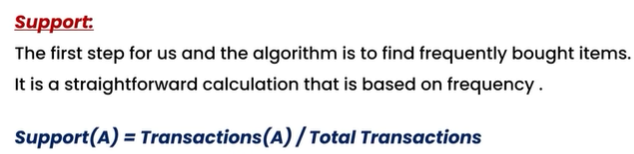 Support:
The first step for us and the algorithm is to find frequently bought items.
It is a straightforward calculation that is based on frequency .
Support(A) = Transactions(A) / Total Transactions